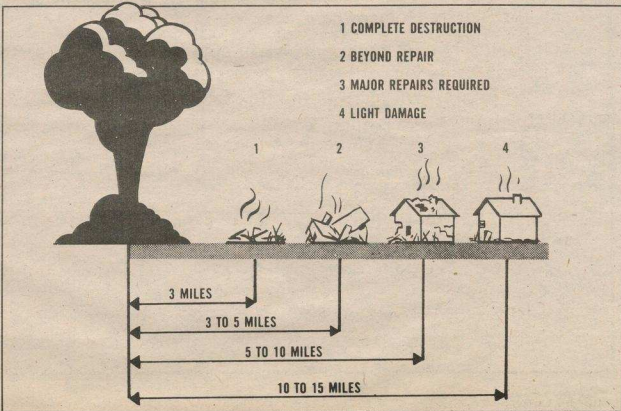 1 COMPLETE DESTRUCTION
2 BEYOND REPAIR
3 MAJOR REPAIRS REQUIRED
4 LIGHT DAMAGE
1 2 3 4
3 MILES
3 TO 5 MILES
5 TO 10 MILES
10 TO 15 MILES